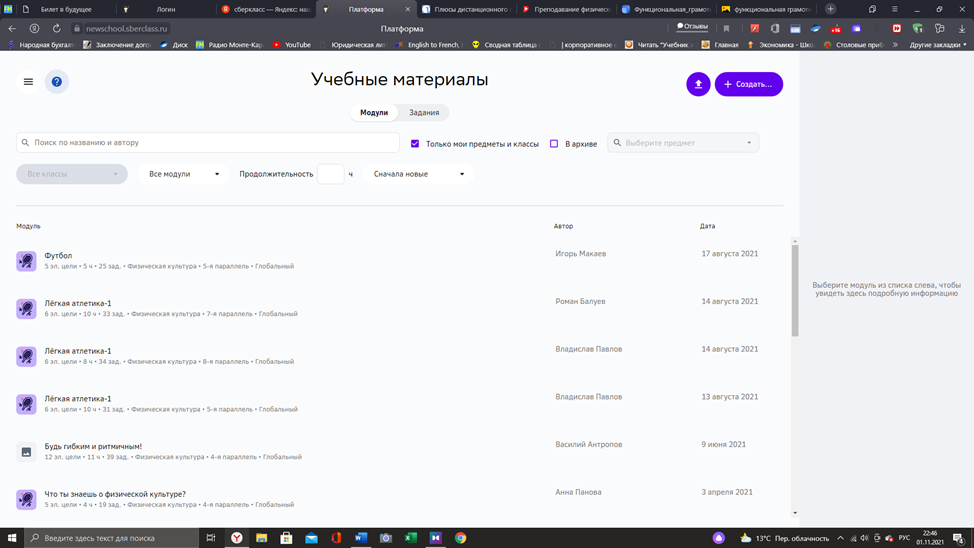 Билет в будущее
Логин
сберкласс — Яндекс: наш
Платформа
Плюсы дистанционного
Преподавание физическ
Функциональная_грамот
функциональная грамотн
newschool.sberclass.ru
Платформа
Отзывы
Народная бухгалт
Заключение догов
Диск
Радио Монте-Кар
YouTube
Юридическая лин
English to French,
Сводная таблица
| корпоративное
Читать "Учебник
Главная
Экономика - Шко
Столовые прибо
»
Другие закладки
Учебные материалы
+ Создать...
Модули
Задания
Поиск по названию и автору
Только мои предметы и классы
В архиве
Выберите предмет
Все классы
Все модули
Продолжительность
ч
Сначала новые
Модуль
Автор
Дата
Футбол
5 эл. цели • 5 ч • 25 зад. • Физическая культура • 5-я параллель • Глобальный
Игорь Макаев
17 августа 2021
Выберите модуль из списка слева, чтобы
увидеть здесь подробную информацию
Лёгкая атлетика-1
6 эл. цели • 10 ч • 33 зад. • Физическая культура • 7-я параллель • Глобальный
Роман Балуев
14 августа 2021
Лёгкая атлетика-1
6 эл. цели • 8 ч • 34 зад. • Физическая культура • 8-я параллель • Глобальный
Владислав Павлов
14 августа 2021
Лёгкая атлетика-1
6 эл. цели • 10 ч • 31 зад. • Физическая культура • 5-я параллель • Глобальный
Владислав Павлов
13 августа 2021
Будь гибким и ритмичным!
12 эл. цели • 11 ч • 39 зад. • Физическая культура • 4-я параллель • Глобальный
Василий Антропов
9 июня 2021
Что ты знаешь о физической культуре?
5 эл. цели • 4 ч • 19 зад. • Физическая культура • 4-я параллель • Глобальный
Анна Панова
3 апреля 2021
Введите здесь текст для поиска
13°C Пер. облачность
РУС
22:46
01.11.2021